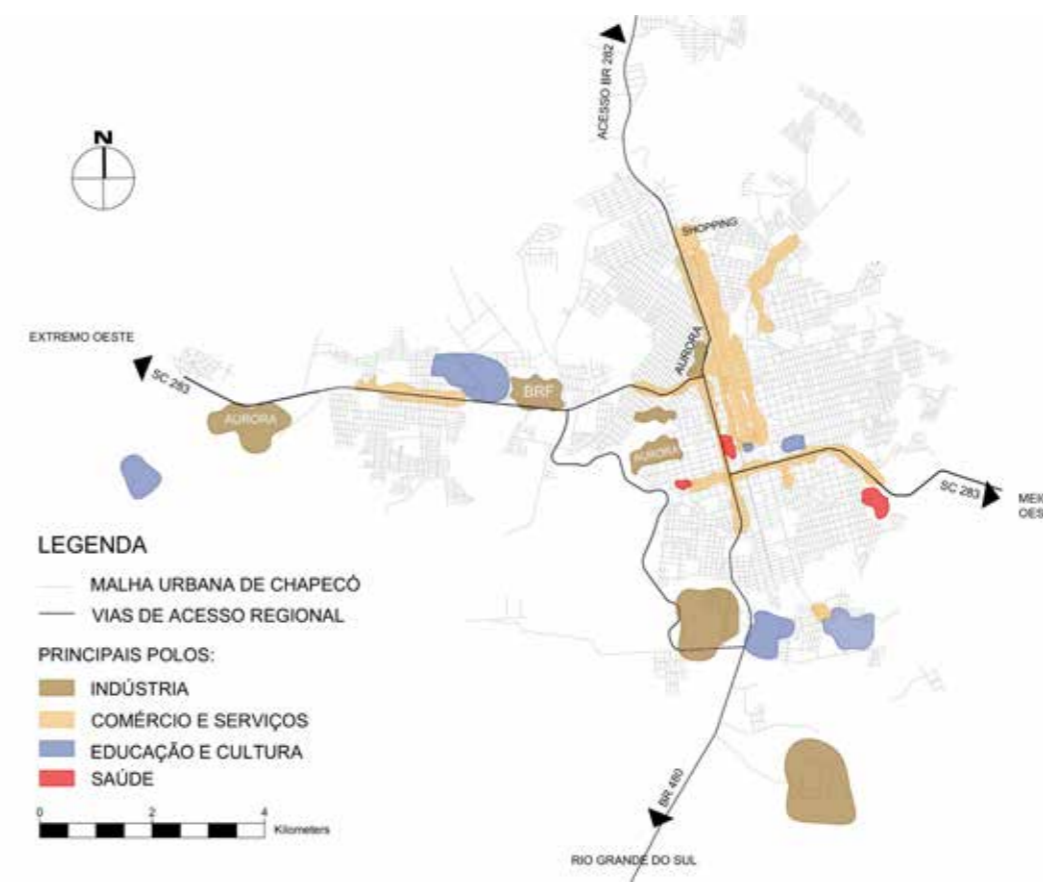 ACESSO BR 282
N
SHOPPING
AURORA
EXTREMO OESTE
SC 283
BRF
AURORA
AURORA
SC 283
MEIO
OES
LEGENDA
MALHA URBANA DE CHAPECÓ
VIAS DE ACESSO REGIONAL
PRINCIPAIS POLOS:
INDÚSTRIA
COMÉRCIO E SERVIÇOS
EDUCAÇÃO E CULTURA
SAÚDE
0 2 4
Kilometers
BR 480
RIO GRANDE DO SUL